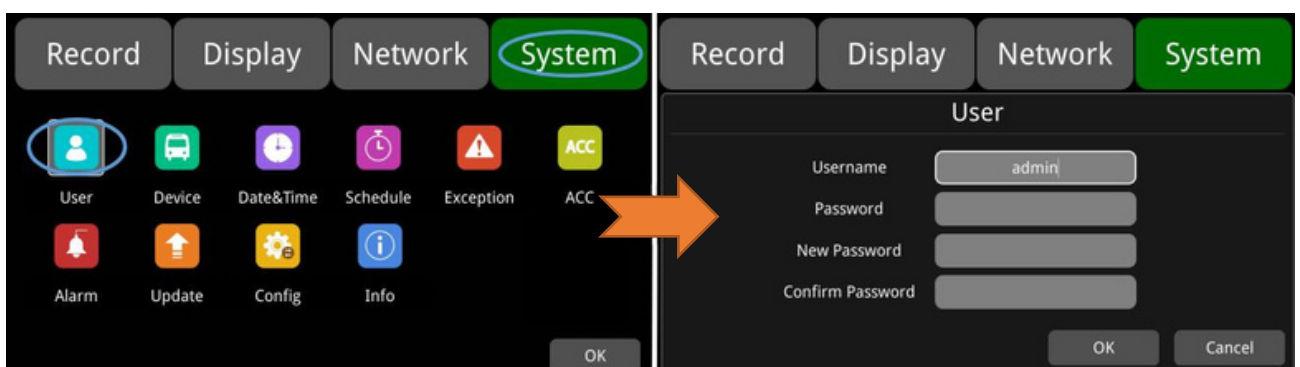 Record Display Network System
ACC
User Device Date&Time Schedule Exception ACC
Alarm Update Config Info
OK
Record Display Network System
User
Username admin
Password
New Password
Confirm Password
OK Cancel